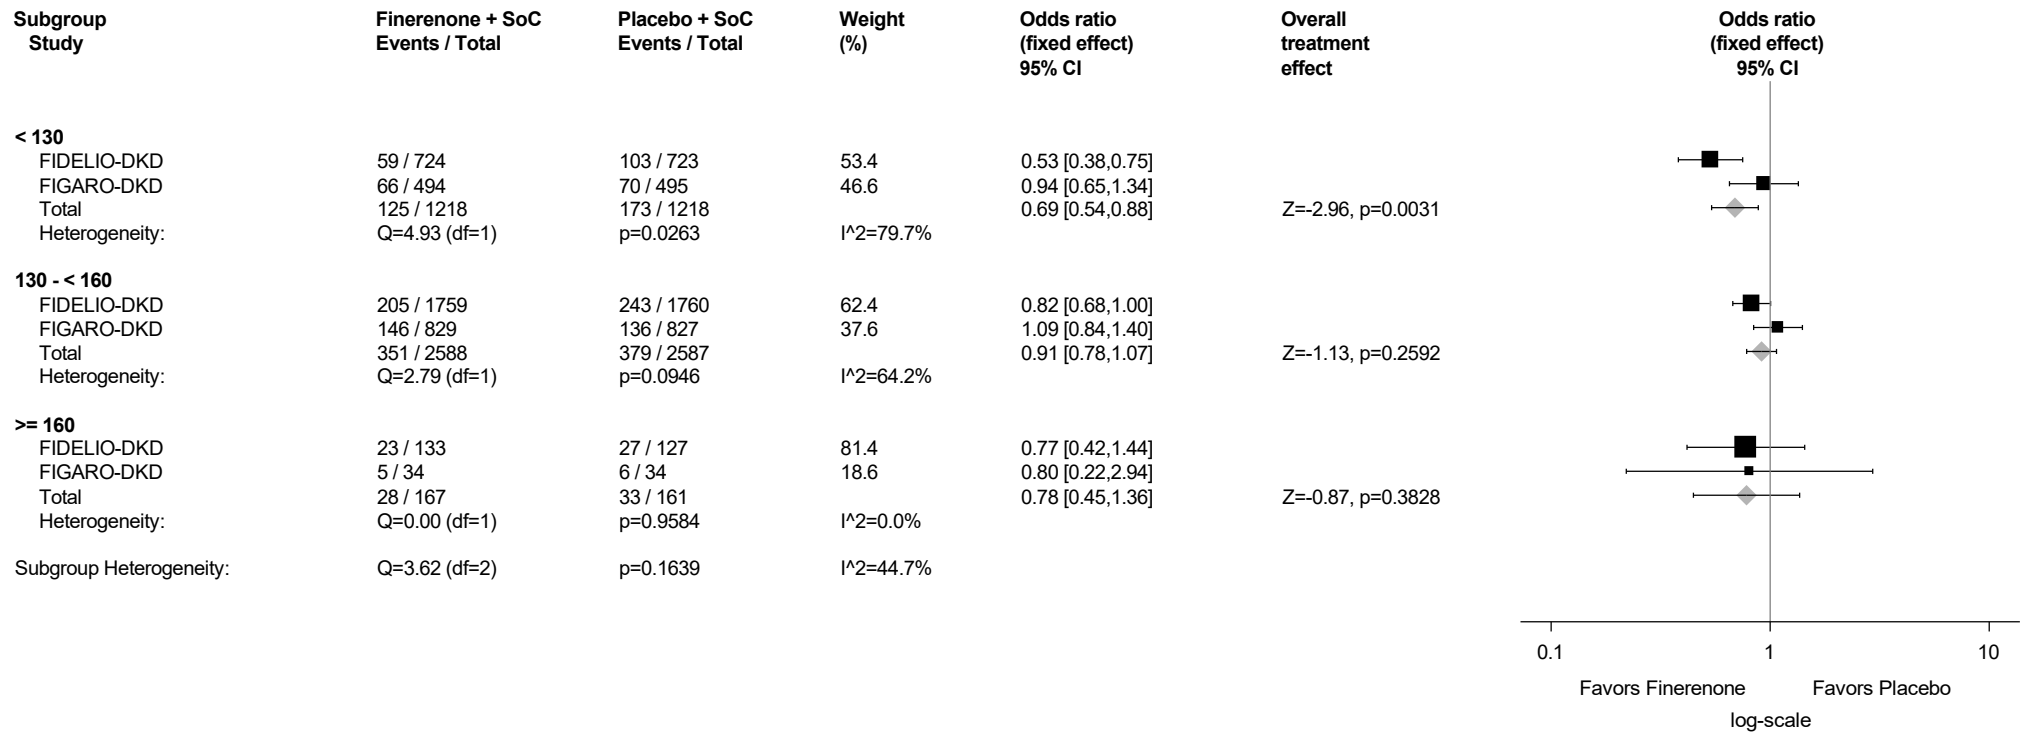 Subgroup Finerenone + SoC Placebo + SoC Weight Odds ratio Overall Odds ratio
Study Events / Total Events / Total (%) (fixed effect) treatment (fixed effect)
95% CI effect 95% CI
< 130
FIDELIO-DKD 59 / 724 103 / 723 53.4 0.53 [0.38,0.75]
FIGARO-DKD 66 / 494 70 / 495 46.6 0.94 [0.65,1.34]
Total 125 / 1218 173 / 1218 0.69 [0.54,0.88] Z=-2.96, p=0.0031
Heterogeneity: Q=4.93 (df=1) p=0.0263 I^2=79.7%
130 - < 160
FIDELIO-DKD 205 / 1759 243 / 1760 62.4 0.82 [0.68,1.00]
FIGARO-DKD 146 / 829 136 / 827 37.6 1.09 [0.84,1.40]
Total 351 / 2588 379 / 2587 0.91 [0.78,1.07] Z=-1.13, p=0.2592
Heterogeneity: Q=2.79 (df=1) p=0.0946 I^2=64.2%
>= 160
FIDELIO-DKD 23 / 133 27 / 127 81.4 0.77 [0.42,1.44]
FIGARO-DKD 5 / 34 6 / 34 18.6 0.80 [0.22,2.94]
Total 28 / 167 33 / 161 0.78 [0.45,1.36] Z=-0.87, p=0.3828
Heterogeneity: Q=0.00 (df=1) p=0.9584 I^2=0.0%
Subgroup Heterogeneity: Q=3.62 (df=2) p=0.1639 I^2=44.7%
0.1 1 10
Favors Finerenone Favors Placebo
log-scale